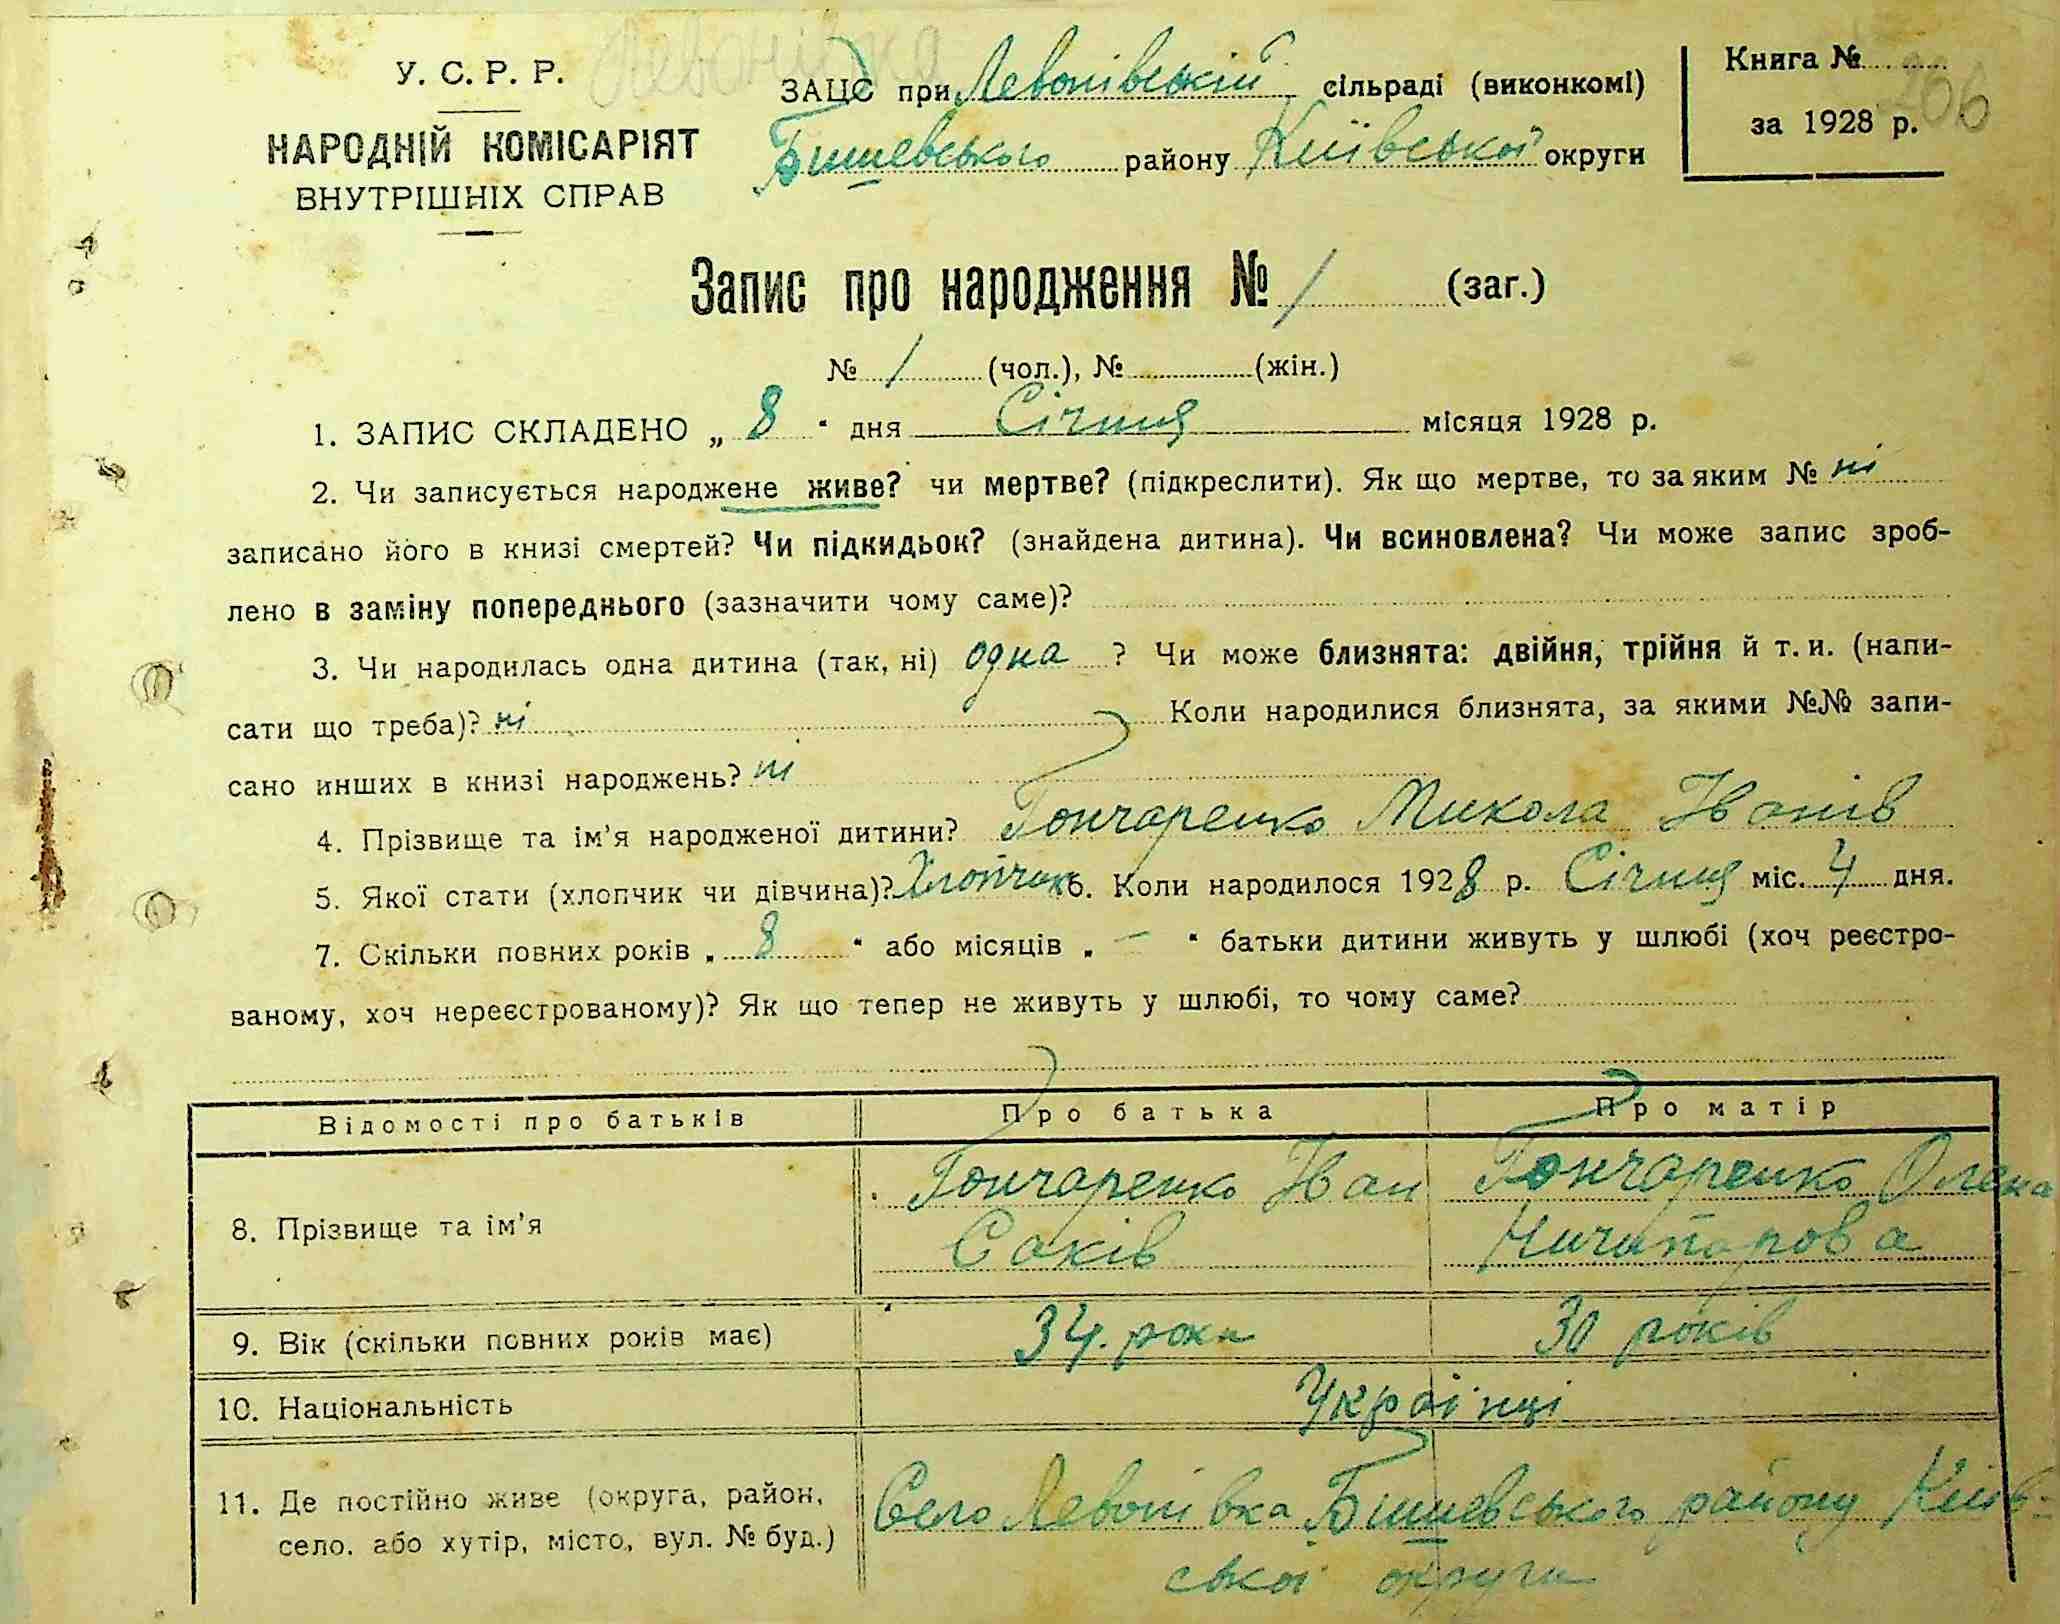 Левонівка
У. С. Р. Р.
НАРОДНІЙ КОМІСАРІЯТ
ВНУТРІШНІХ СПРАВ
ЗАЦС при Левонівській сільраді (виконкомі)
Бишевського району Київської округи
Книга №
за 1928 р.
206
Запис про народження № 1 (заг.)
№ 1 (чол.), № (жін.)
1. ЗАПИС СКЛАДЕНО „ 8 “ дня Січня місяця 1928 р.
2. Чи записується народжене живе? чи мертве? (підкреслити). Як що мертве, то за яким № ні
записано його в книзі смертей? Чи підкидьок? (знайдена дитина). Чи всиновлена? Чи може запис зроб-
лено в заміну попереднього (зазначити чому саме)?
3. Чи народилась одна дитина (так, ні) одна ? Чи може близнята: двійня, трійня й т. и. (напи-
сати що треба)? ні Коли народилися близнята, за якими №№ запи-
сано инших в книзі народжень? ні
4. Прізвище та ім'я народженої дитини? Гончаренко Микола Іванів
5. Якої стати (хлопчик чи дівчина)? Хлопчик 6. Коли народилося 1928 р. Січня міс. 4 дня.
7. Скільки повних років „ 8 “ або місяців „ — “ батьки дитини живуть у шлюбі (хоч реєстро-
ваному, хоч нереєстрованому)? Як що тепер не живуть у шлюбі, то чому саме?
Відомості про батьків Про батька Про матір
8. Прізвище та ім'я Гончаренко Іван Гончаренко Олена
Саків Ничипорова
9. Вік (скільки повних років має) 34. роки 30 років
10. Національність Українці
11. Де постійно живе (округа, район, село. або хутір, місто, вул. № буд.) Село Левонівка Бишевського району Київ-
ської округи